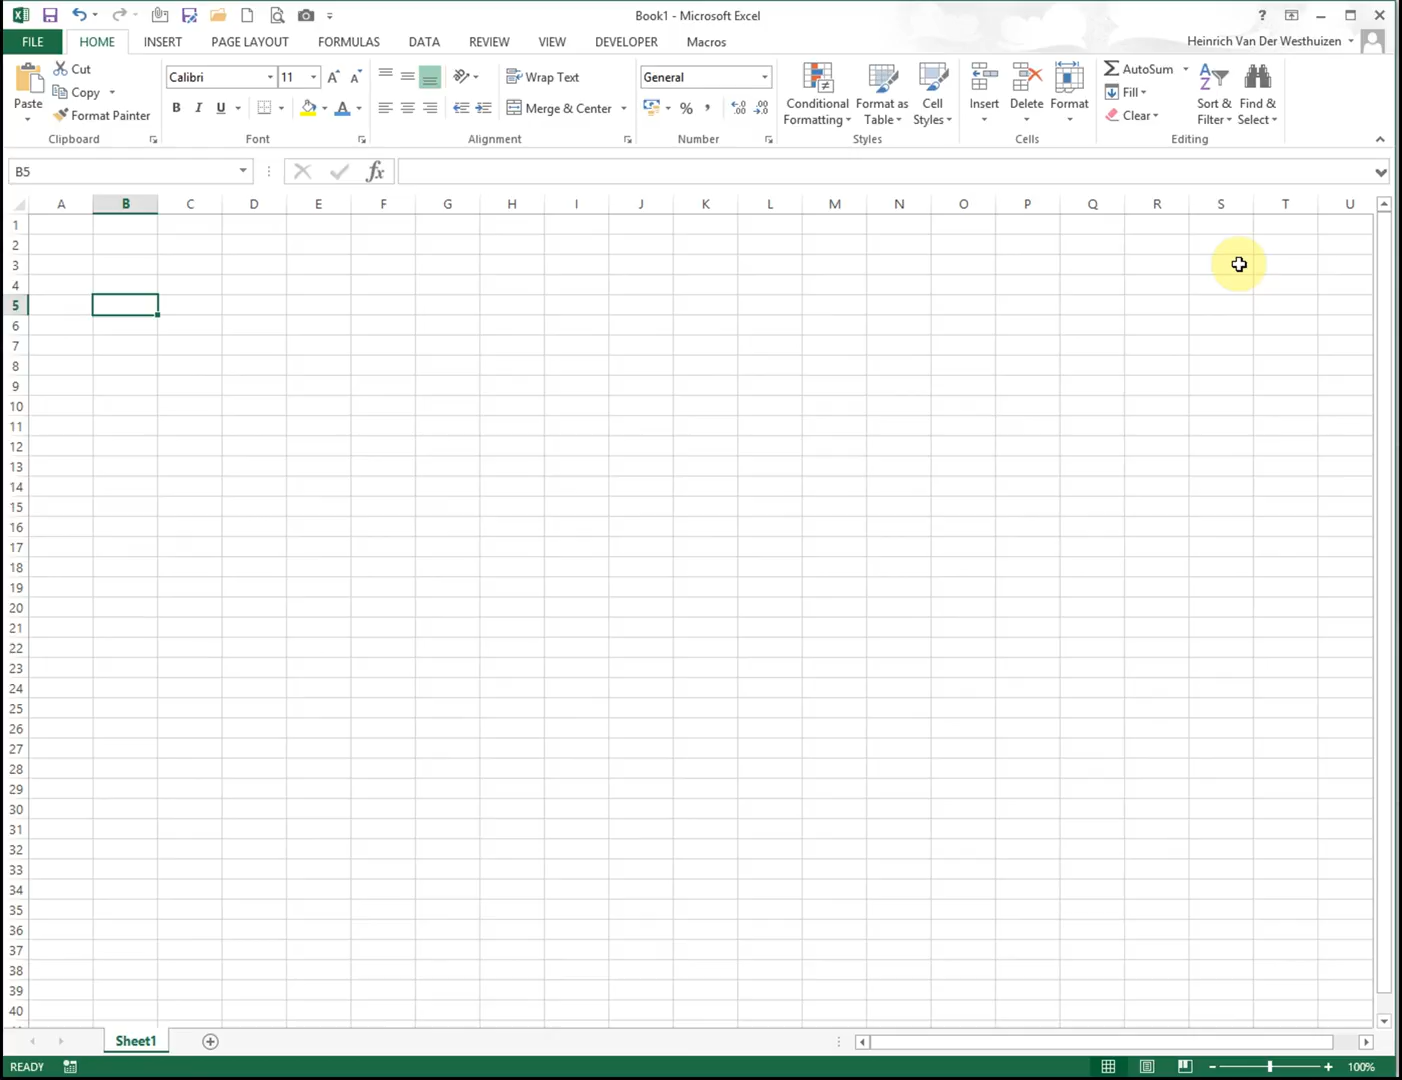 Book1 - Microsoft Excel
?
FILE HOME INSERT PAGE LAYOUT FORMULAS DATA REVIEW VIEW DEVELOPER Macros
Heinrich Van Der Westhuizen
Paste
Cut
Copy
Format Painter
Clipboard
Calibri 11
B I U A
Font
Wrap Text
Merge & Center
Alignment
General
%
Number
Conditional Formatting
Format as Table
Cell Styles
Styles
Insert
Delete
Format
Cells
AutoSum
Fill
Clear
Sort & Filter
Find & Select
Editing
B5
fx
A B C D E F G H I J K L M N O P Q R S T U
1
2
3
4
5
6
7
8
9
10
11
12
13
14
15
16
17
18
19
20
21
22
23
24
25
26
27
28
29
30
31
32
33
34
35
36
37
38
39
40
Sheet1
READY
100%